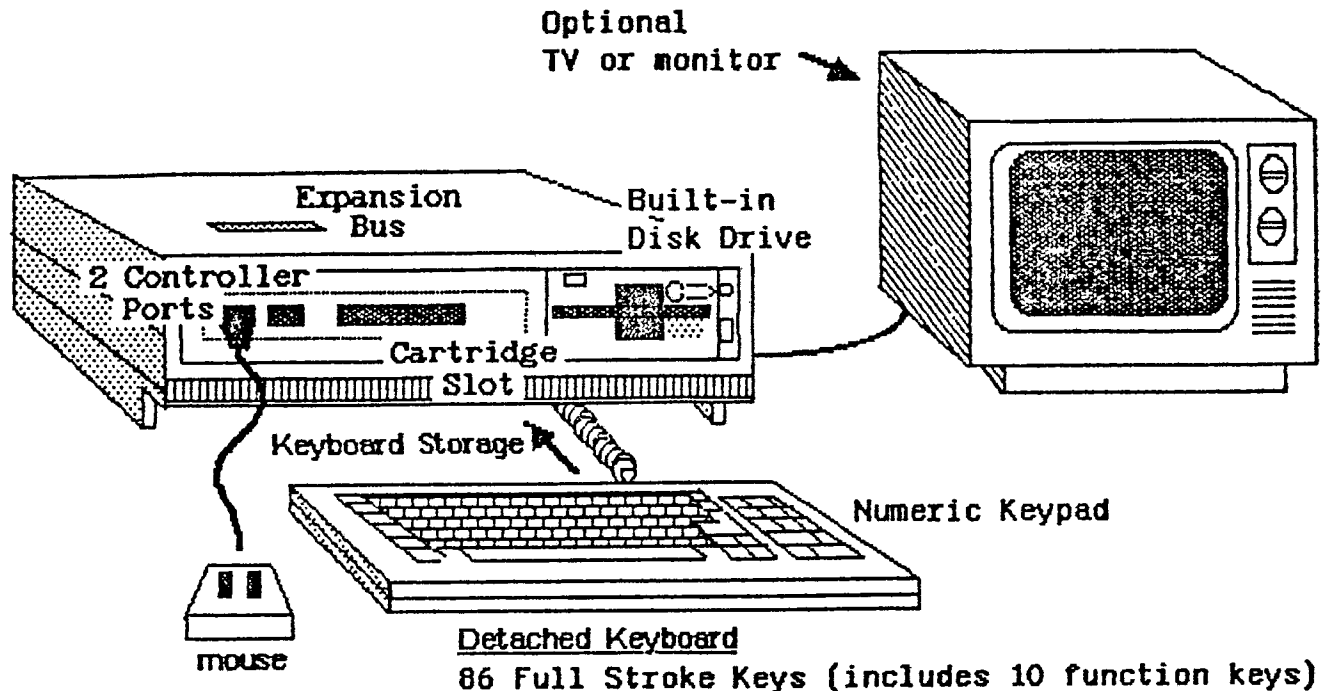 Optional
TV or monitor
Expansion
Bus
Built-in
Disk Drive
2 Controller
Ports
Cartridge
Slot
Keyboard Storage
Numeric Keypad
mouse
Detached Keyboard
86 Full Stroke Keys (includes 10 function keys)